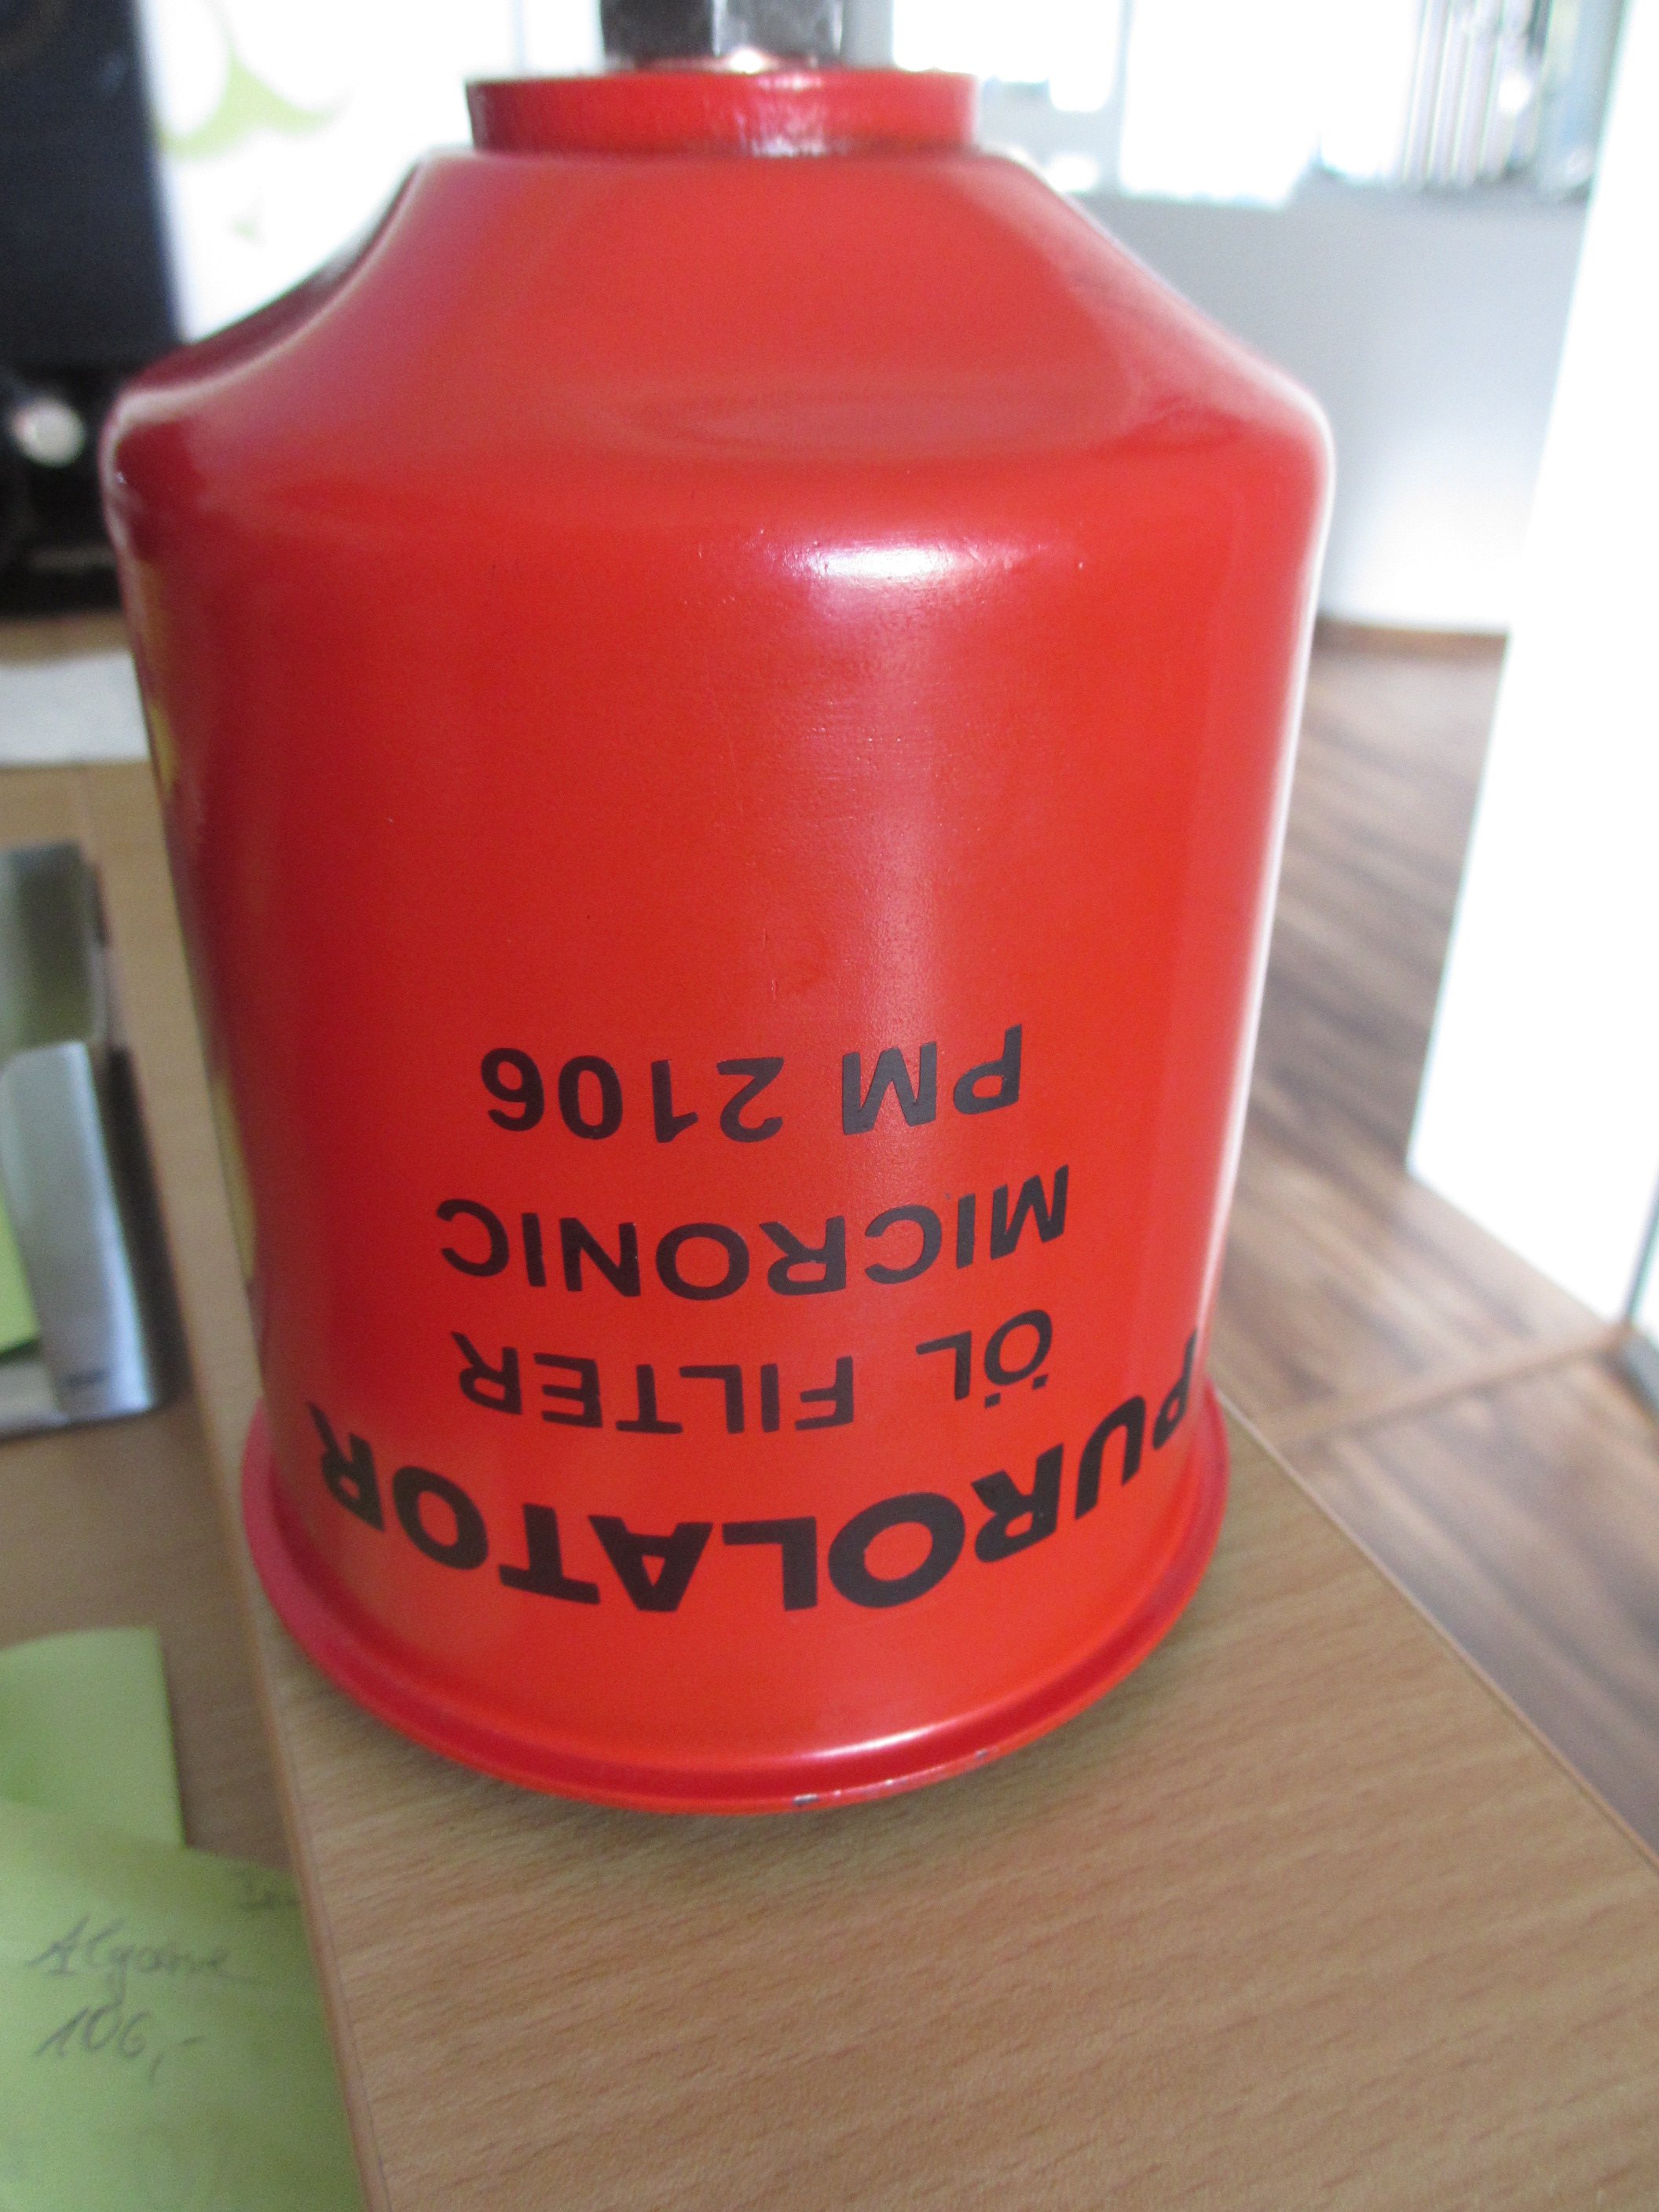 PUROLATOR
ÖL FILTER
MICRONIC
PM 2106
106,-